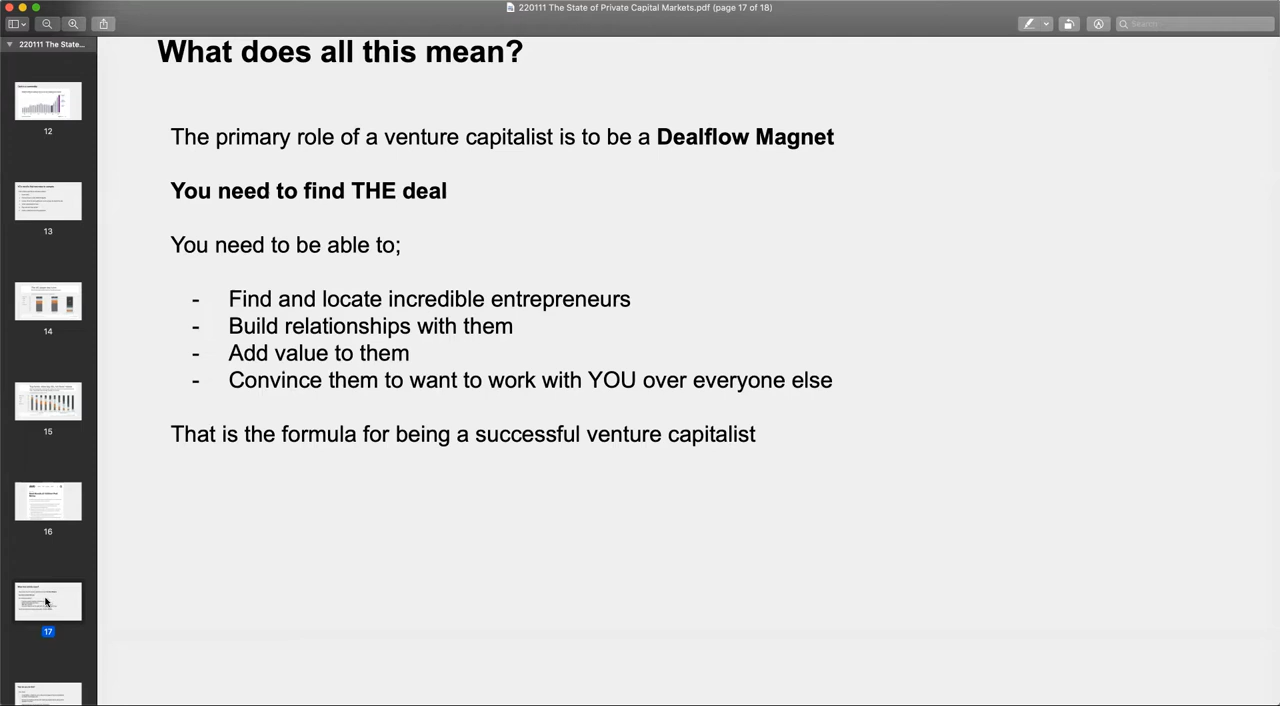 220111 The State of Private Capital Markets.pdf (page 17 of 18)
Search
220111 The State...
12
13
14
15
16
17
What does all this mean?
The primary role of a venture capitalist is to be a Dealflow Magnet
You need to find THE deal
You need to be able to;
- Find and locate incredible entrepreneurs
- Build relationships with them
- Add value to them
- Convince them to want to work with YOU over everyone else
That is the formula for being a successful venture capitalist